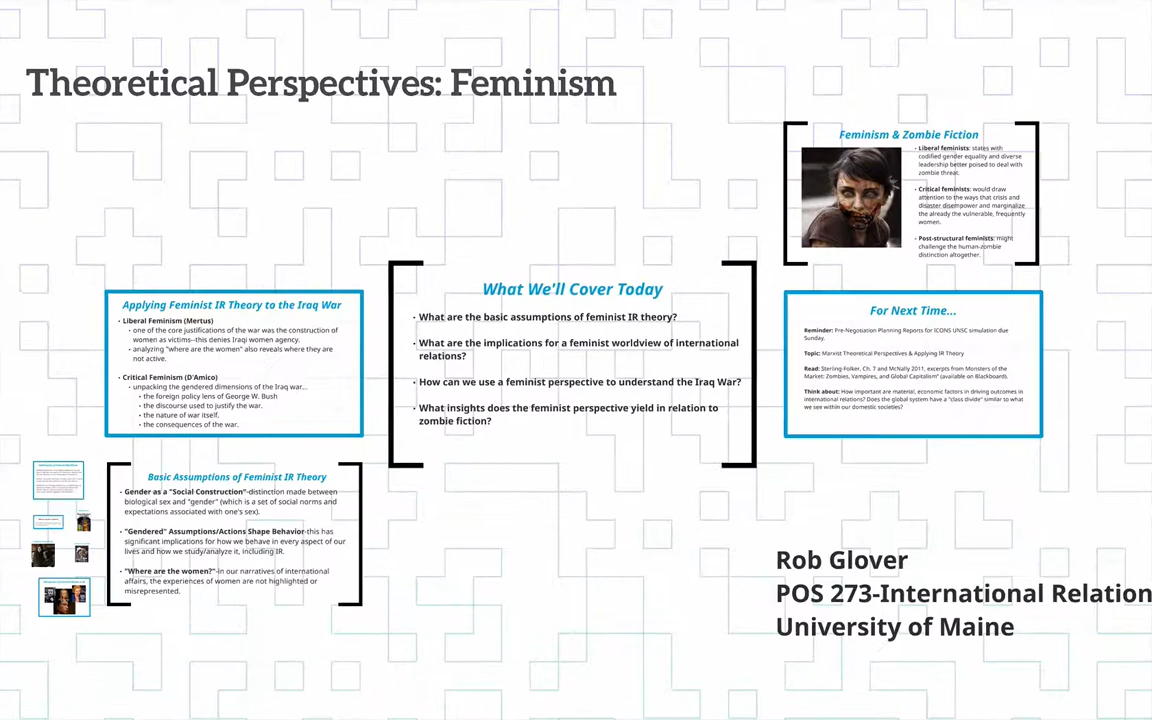 Theoretical Perspectives: Feminism
Feminism & Zombie Fiction
· Liberal feminists: states with
codified gender equality and diverse
leadership better poised to deal with
zombie threat.
· Critical feminists: would draw
attention to the ways that crisis and
disaster disempower and marginalize
the already the vulnerable, frequently
women.
· Post-structural feminists: might
challenge the human-zombie
distinction altogether.
Applying Feminist IR Theory to the Iraq War
· Liberal Feminism (Mertus)
· one of the core justifications of the war was the construction of
women as victims--this denies Iraqi women agency.
· analyzing "where are the women" also reveals where they are
not active.
· Critical Feminism (D'Amico)
· unpacking the gendered dimensions of the Iraq war...
· the foreign policy lens of George W. Bush
· the discourse used to justify the war.
· the nature of war itself.
· the consequences of the war.
What We'll Cover Today
· What are the basic assumptions of feminist IR theory?
· What are the implications for a feminist worldview of international
relations?
· How can we use a feminist perspective to understand the Iraq War?
· What insights does the feminist perspective yield in relation to
zombie fiction?
For Next Time...
Reminder: Pre-Negotiation Planning Reports for ICONS UNSC simulation due
Sunday.
Topic: Marxist Theoretical Perspectives & Applying IR Theory
Read: Sterling-Folker, Ch. 7 and McNally 2011, excerpts from Monsters of the
Market: Zombies, Vampires, and Global Capitalism" (available on Blackboard).
Think about: How important are material, economic factors in driving outcomes in
international relations? Does the global system have a "class divide" similar to what
we see within our domestic societies?
Basic Assumptions of Feminist IR Theory
· Gender as a "Social Construction"-distinction made between
biological sex and "gender" (which is a set of social norms and
expectations associated with one's sex).
· "Gendered" Assumptions/Actions Shape Behavior-this has
significant implications for how we behave in every aspect of our
lives and how we study/analyze it, including IR.
· "Where are the women?"-in our narratives of international
affairs, the experiences of women are not highlighted or
misrepresented.
Rob Glover
POS 273-International Relation
University of Maine